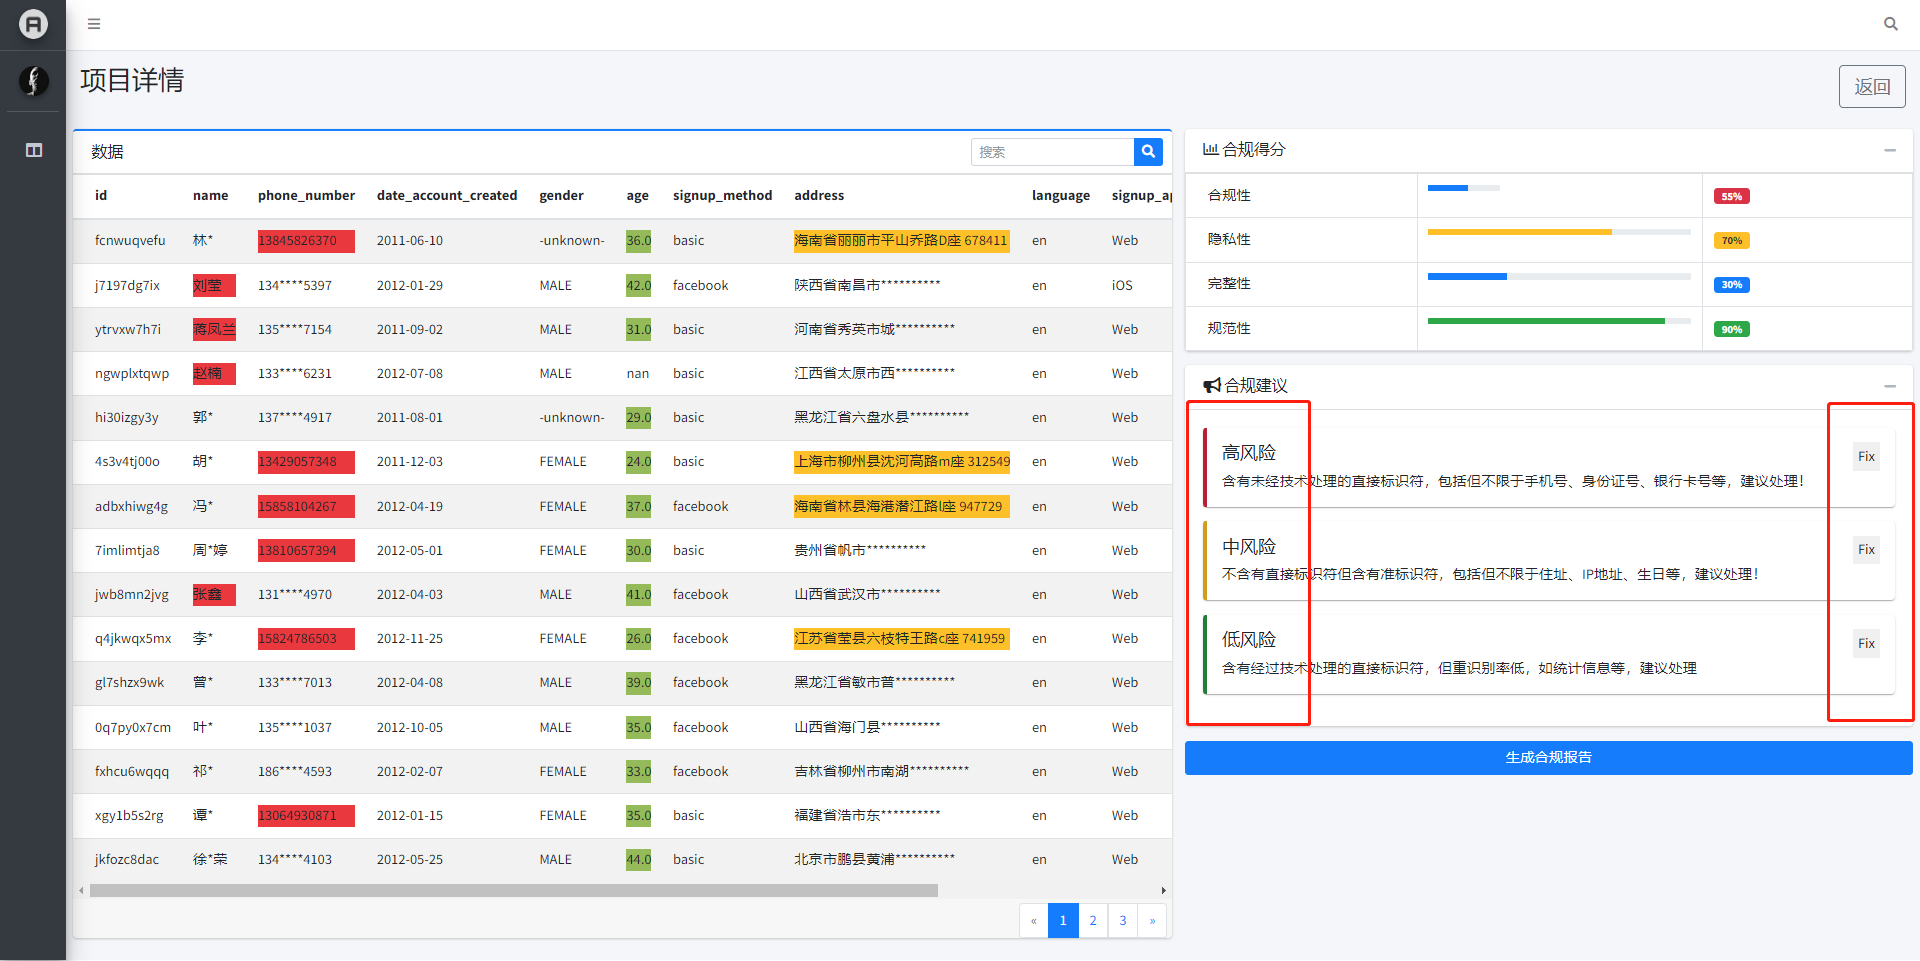 项目详情
返回
数据
搜索
id name phone_number date_account_created gender age signup_method address language signup_ap
fcnwuqvefu 林* 13845826370 2011-06-10 -unknown- 36.0 basic 海南省丽丽市平山乔路D座 678411 en Web
j7197dg7ix 刘莹 134****5397 2012-01-29 MALE 42.0 facebook 陕西省南昌市********** en iOS
ytrvxw7h7i 蒋凤兰 135****7154 2011-09-02 MALE 31.0 basic 河南省秀英市城********** en Web
ngwplxtqwp 赵楠 133****6231 2012-07-08 MALE nan basic 江西省太原市西********** en Web
hi30izgy3y 郭* 137****4917 2011-08-01 -unknown- 29.0 basic 黑龙江省六盘水县********** en Web
4s3v4tj00o 胡* 13429057348 2011-12-03 FEMALE 24.0 basic 上海市柳州县沈河高路m座 312549 en Web
adbxhiwg4g 冯* 15858104267 2012-04-19 FEMALE 37.0 facebook 海南省林县海港潜江路l座 947729 en Web
7imlimtja8 周*婷 13810657394 2012-05-01 FEMALE 30.0 basic 贵州省帆市********** en Web
jwb8mn2jvg 张鑫 131****4970 2012-04-03 MALE 41.0 facebook 山西省武汉市********** en Web
q4jkwqx5mx 李* 15824786503 2012-11-25 FEMALE 26.0 facebook 江苏省莹县六枝特王路c座 741959 en Web
gl7shzx9wk 曾* 133****7013 2012-04-08 MALE 39.0 facebook 黑龙江省敏市普********** en Web
0q7py0x7cm 叶* 135****1037 2012-10-05 MALE 35.0 facebook 山西省海门县********** en Web
fxhcu6wqqq 祁* 186****4593 2012-02-07 FEMALE 33.0 facebook 吉林省柳州市南湖********** en Web
xgy1b5s2rg 谭* 13064930871 2012-01-15 FEMALE 35.0 basic 福建省浩市东********** en Web
jkfozc8dac 徐*荣 134****4103 2012-05-25 MALE 44.0 basic 北京市鹏县黄浦********** en Web
« 1 2 3 »
合规得分
合规性 55%
隐私性 70%
完整性 30%
规范性 90%
合规建议
高风险
Fix
含有未经技术处理的直接标识符，包括但不限于手机号、身份证号、银行卡号等，建议处理！
中风险
Fix
不含有直接标识符但含有准标识符，包括但不限于住址、IP地址、生日等，建议处理！
低风险
Fix
含有经过技术处理的直接标识符，但重识别率低，如统计信息等，建议处理
生成合规报告